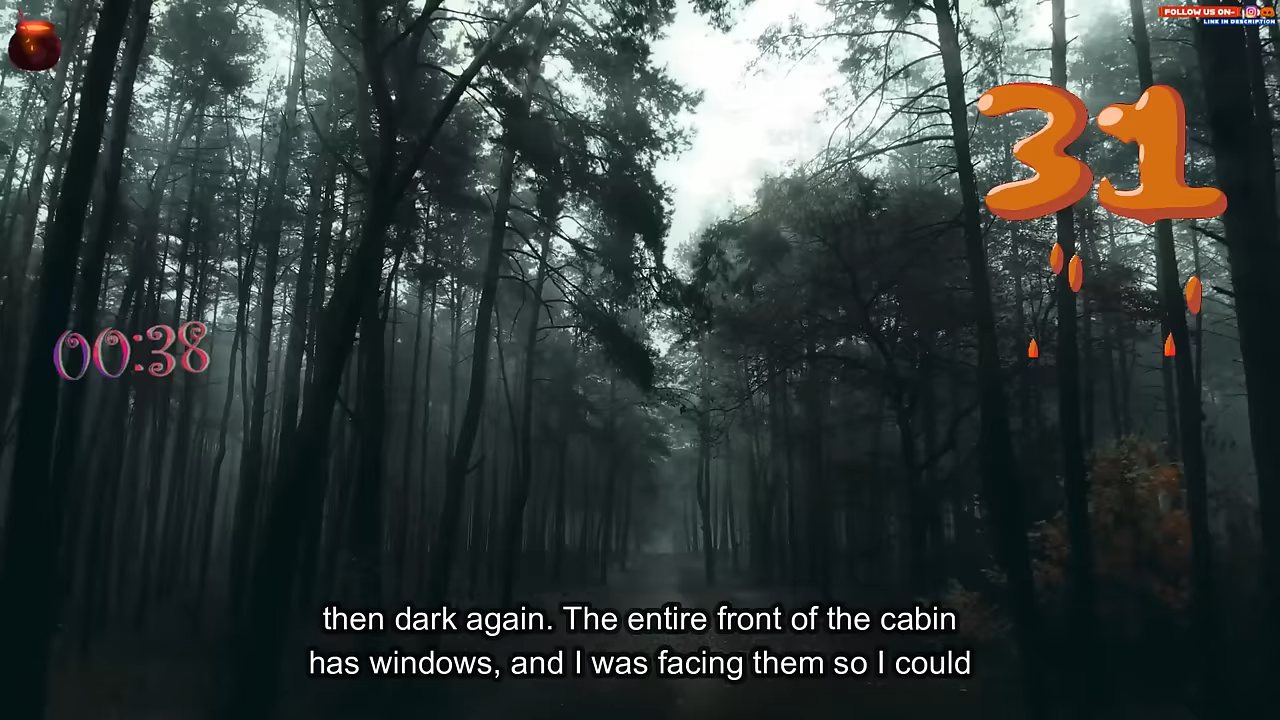 FOLLOW US ON-
LINK IN DESCRIPTION
31
00:38
then dark again. The entire front of the cabin
has windows, and I was facing them so I could